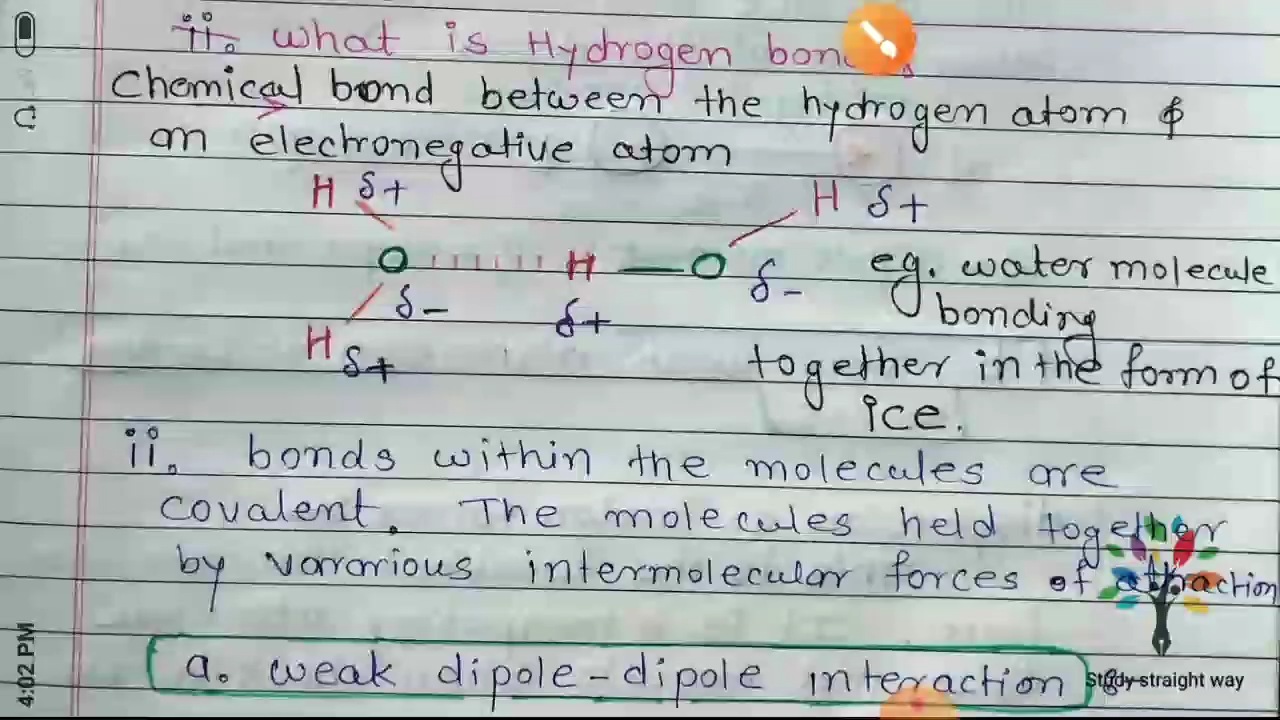 ii. What is Hydrogen bond
Chemical bond between the hydrogen atom &
an electronegative atom
H δ+ H δ+
O H — O δ- eg. water molecule
δ- δ+ bonding
H δ+ together in the form of
ice.
ii. bonds within the molecules are
covalent. The molecules held together
by vararious intermolecular forces of attraction
a. weak dipole-dipole interaction &
Study straight way
4:02 PM